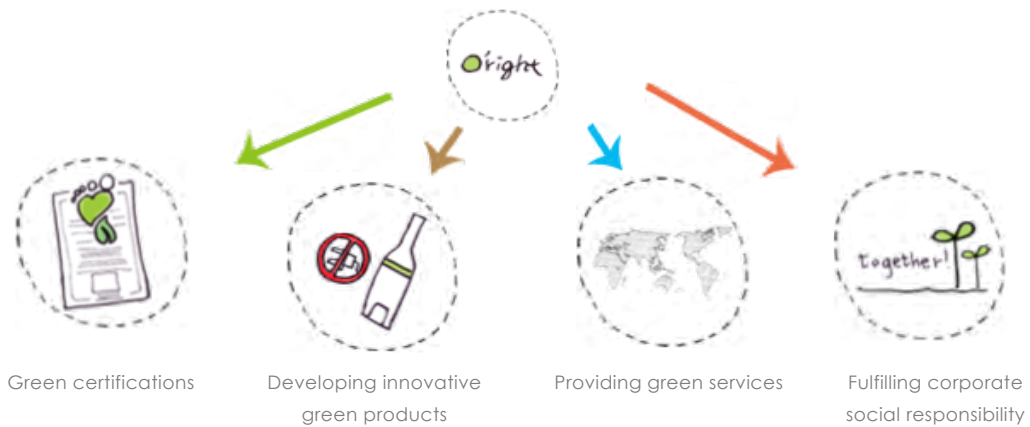 O'right
together!
Green certifications
Developing innovative
green products
Providing green services
Fulfilling corporate
social responsibility